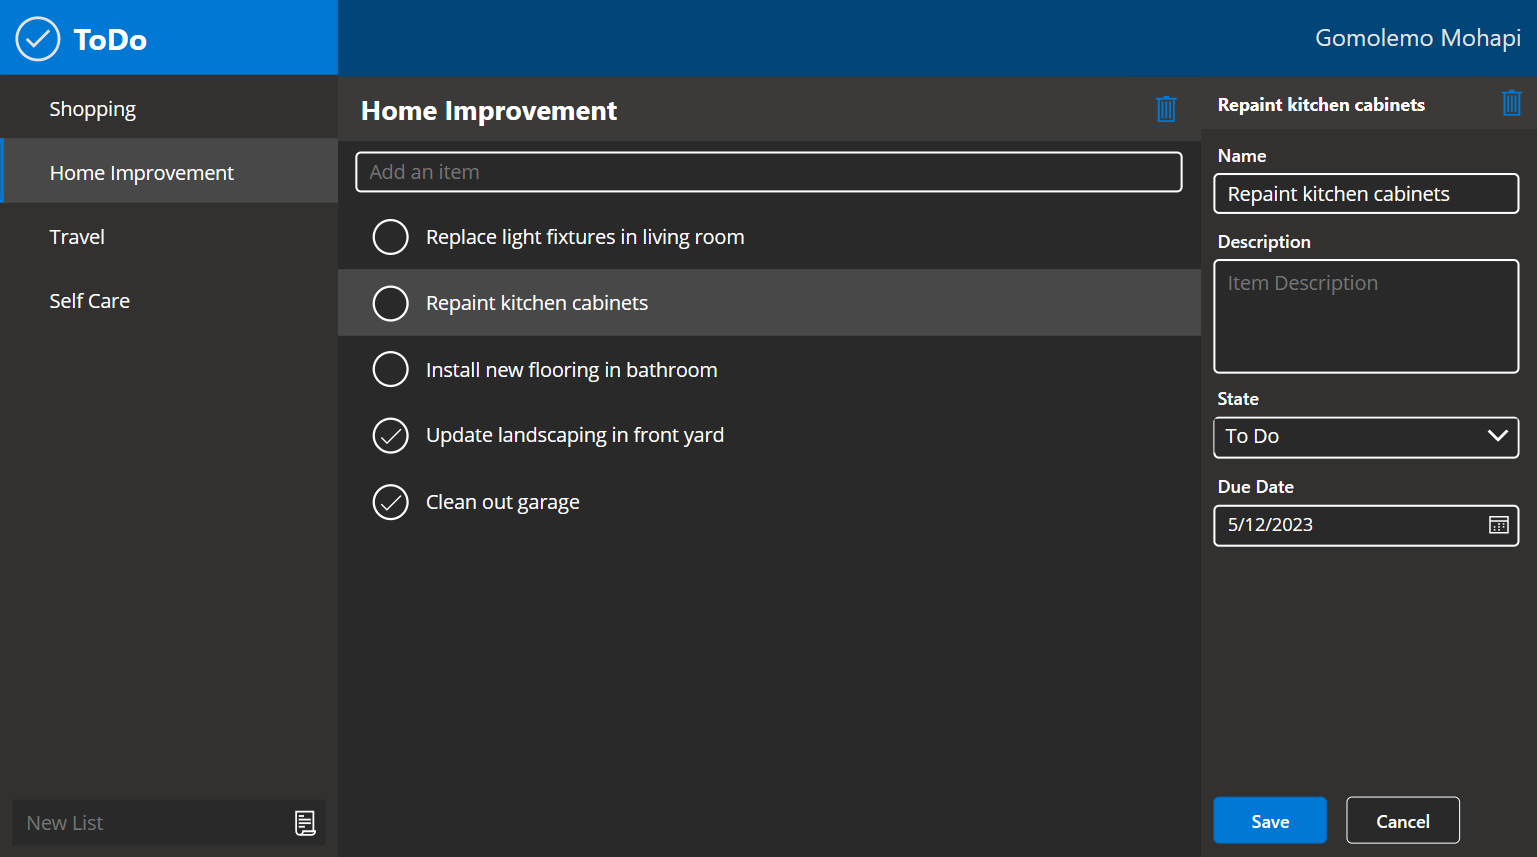 ToDo
Gomolemo Mohapi
Shopping
Home Improvement
Travel
Self Care
New List
Home Improvement
Add an item
Replace light fixtures in living room
Repaint kitchen cabinets
Install new flooring in bathroom
Update landscaping in front yard
Clean out garage
Repaint kitchen cabinets
Name
Repaint kitchen cabinets
Description
Item Description
State
To Do
Due Date
5/12/2023
Save
Cancel